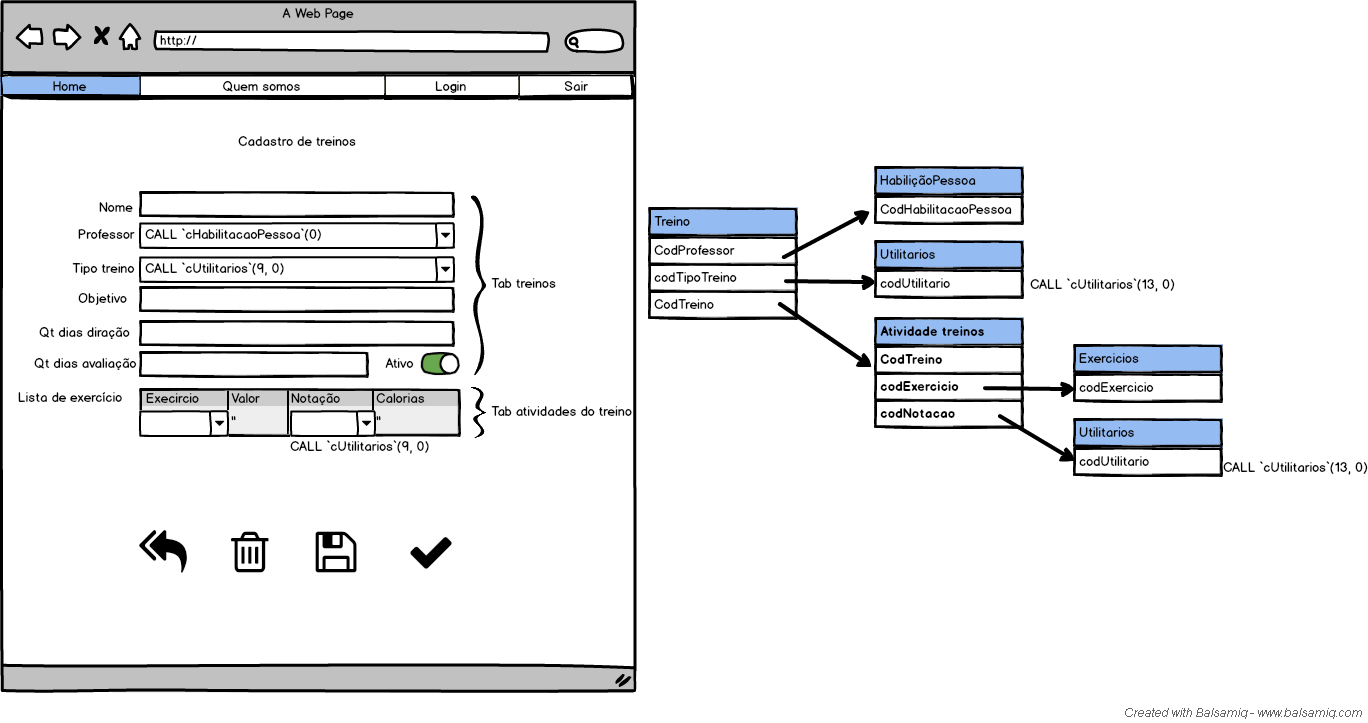 A Web Page
http://
Home Quem somos Login Sair
Cadastro de treinos
Nome
Professor CALL `cHabilitacaoPessoa`(0)
Tipo treino CALL `cUtilitarios`(9, 0)
Objetivo
Qt dias diração
Qt dias avaliação Ativo
Tab treinos
Lista de exercício Execircio Valor Notação Calorias
" "
Tab atividades do treino
CALL `cUtilitarios`(9, 0)
Treino
CodProfessor
codTipoTreino
CodTreino
HabiliçãoPessoa
CodHabilitacaoPessoa
Utilitarios
codUtilitario CALL `cUtilitarios`(13, 0)
Atividade treinos
CodTreino
codExercicio
codNotacao
Exercicios
codExercicio
Utilitarios
codUtilitario CALL `cUtilitarios`(13, 0)
Created with Balsamiq - www.balsamiq.com